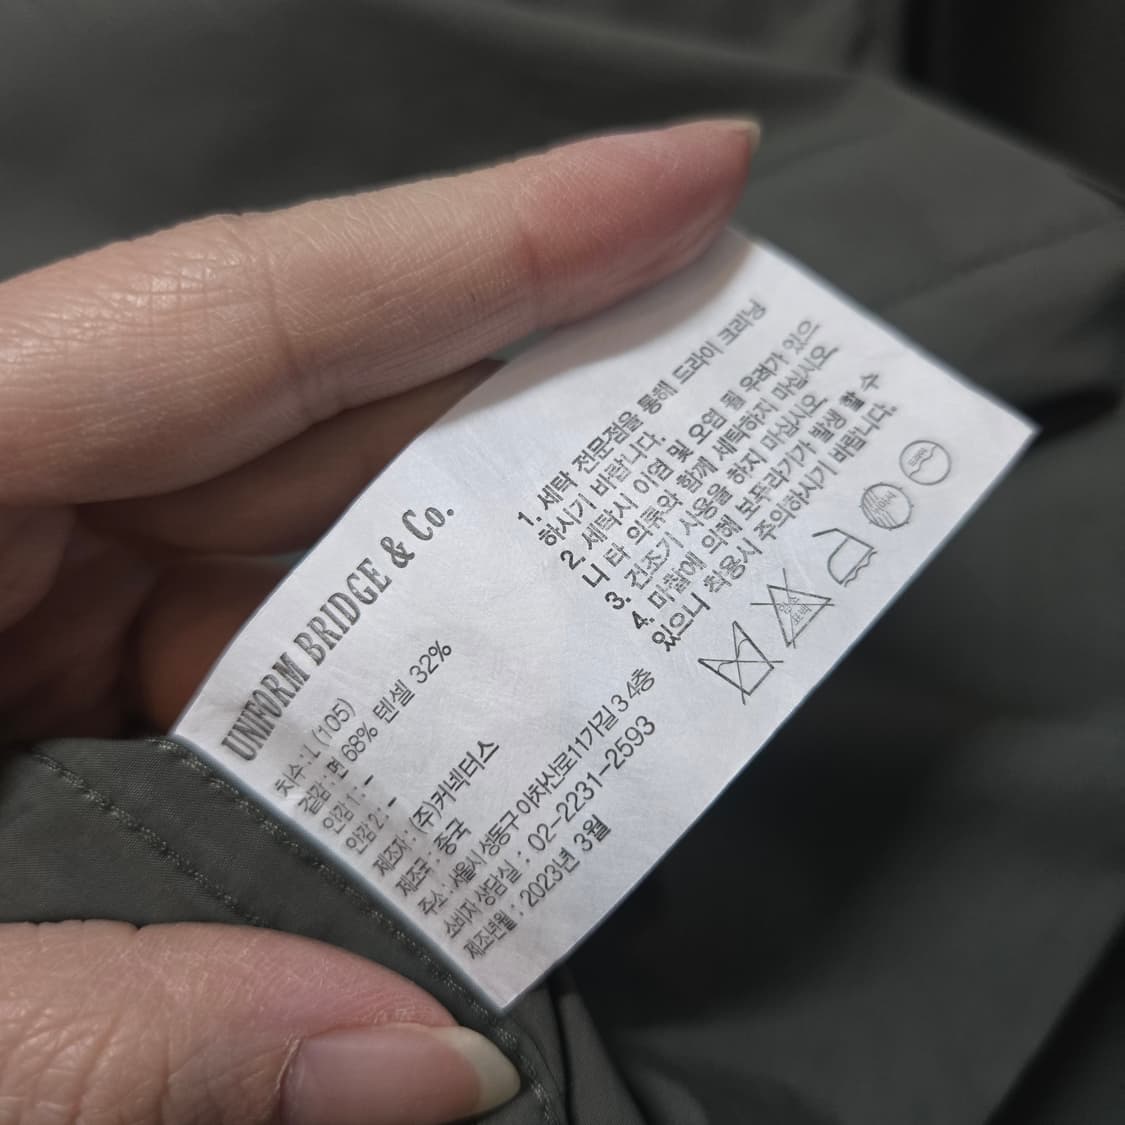 UNIFORM BRIDGE & Co.
치수 : L (105)
겉감 : 면 68% 텐셀 32%
안감 1 : -
안감 2 : -
제조자 : (주)커넥터스
제조국 : 중국
주소 : 서울시 성동구 아차산로11가길 3 4층
소비자 상담실 : 02-2231-2593
제조년월 : 2023년 3월
1. 세탁 전문점을 통해 드라이 크리닝
하시기 바랍니다.
2. 세탁시 이염 및 오염 될 우려가 있으
니 타 의류와 함께 세탁하지 마십시오
3. 건조기 사용을 하지 마십시오
4. 마찰에 의해 보푸라기가 발생 할 수
있으니 착용시 주의하시기 바랍니다.
염소
표백
드라이